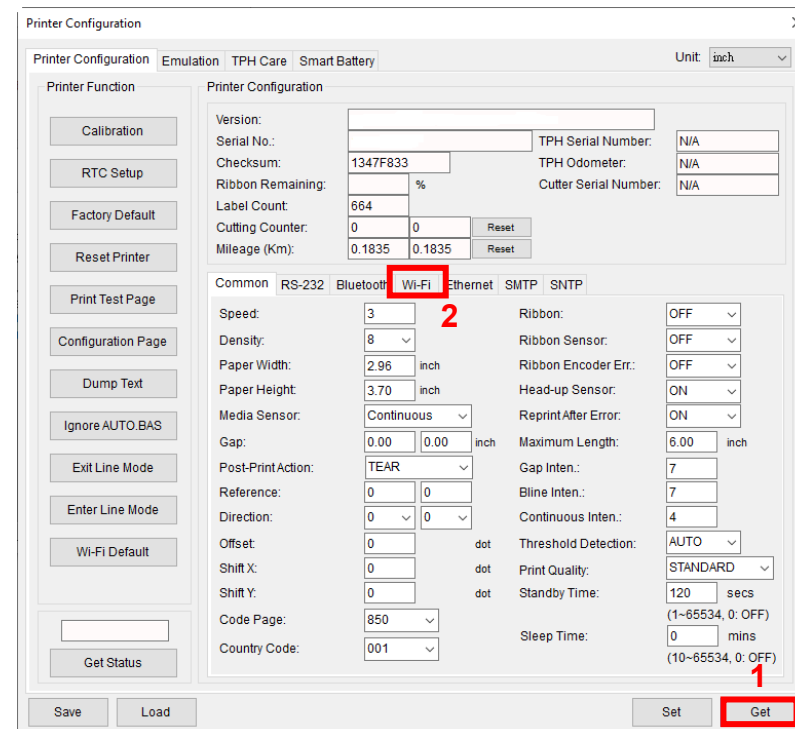 Printer Configuration
Printer Configuration Emulation TPH Care Smart Battery Unit: inch
Printer Function
Calibration
RTC Setup
Factory Default
Reset Printer
Print Test Page
Configuration Page
Dump Text
Ignore AUTO.BAS
Exit Line Mode
Enter Line Mode
Wi-Fi Default
Get Status
Printer Configuration
Version:
Serial No.: TPH Serial Number: N/A
Checksum: 1347F833 TPH Odometer: N/A
Ribbon Remaining: % Cutter Serial Number: N/A
Label Count: 664
Cutting Counter: 0 0 Reset
Mileage (Km): 0.1835 0.1835 Reset
Common RS-232 Bluetooth Wi-Fi Ethernet SMTP SNTP
2
Speed: 3 Ribbon: OFF
Density: 8 Ribbon Sensor: OFF
Paper Width: 2.96 inch Ribbon Encoder Err.: OFF
Paper Height: 3.70 inch Head-up Sensor: ON
Media Sensor: Continuous Reprint After Error: ON
Gap: 0.00 0.00 inch Maximum Length: 6.00 inch
Post-Print Action: TEAR Gap Inten.: 7
Reference: 0 0 Bline Inten.: 7
Direction: 0 0 Continuous Inten.: 4
Offset: 0 dot Threshold Detection: AUTO
Shift X: 0 dot Print Quality: STANDARD
Shift Y: 0 dot Standby Time: 120 secs
(1~65534, 0: OFF)
Code Page: 850 Sleep Time: 0 mins
Country Code: 001 (10~65534, 0: OFF)
1
Save Load Set Get